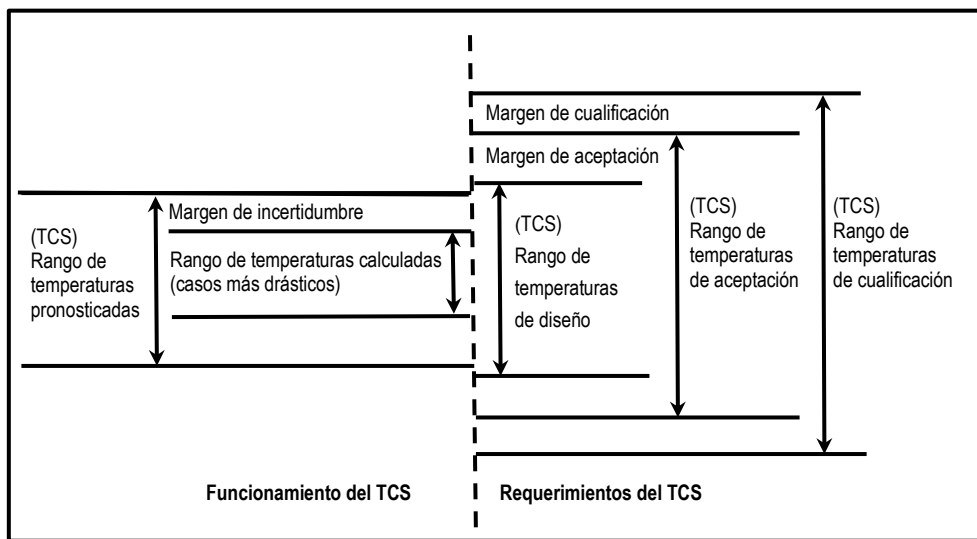 Margen de cualificación
Margen de aceptación
Margen de incertidumbre
(TCS)
Rango de
temperaturas
pronosticadas
Rango de temperaturas calculadas
(casos más drásticos)
(TCS)
Rango de
temperaturas
de diseño
(TCS)
Rango de
temperaturas
de aceptación
(TCS)
Rango de
temperaturas
de cualificación
Funcionamiento del TCS
Requerimientos del TCS